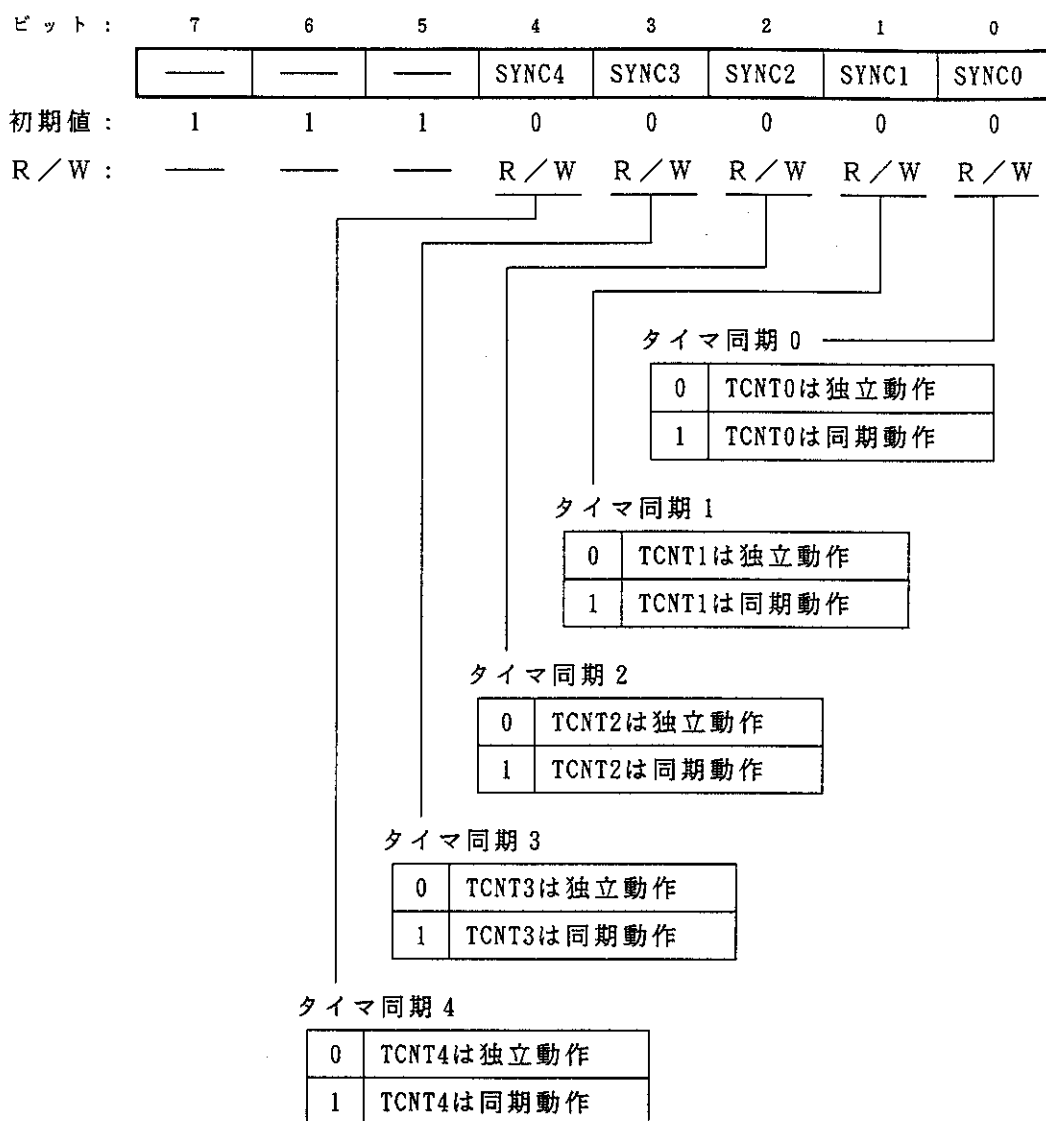 ビット： 7 6 5 4 3 2 1 0
― ― ― SYNC4 SYNC3 SYNC2 SYNC1 SYNC0
初期値： 1 1 1 0 0 0 0 0
R／W： ― ― ― R／W R／W R／W R／W R／W
タイマ同期0
0 TCNT0は独立動作
1 TCNT0は同期動作
タイマ同期1
0 TCNT1は独立動作
1 TCNT1は同期動作
タイマ同期2
0 TCNT2は独立動作
1 TCNT2は同期動作
タイマ同期3
0 TCNT3は独立動作
1 TCNT3は同期動作
タイマ同期4
0 TCNT4は独立動作
1 TCNT4は同期動作